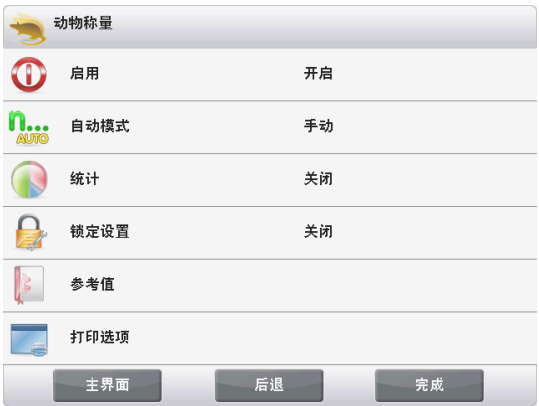 动物称量
启用 开启
n... AUTO 自动模式 手动
统计 关闭
锁定设置 关闭
参考值
打印选项
主界面 后退 完成